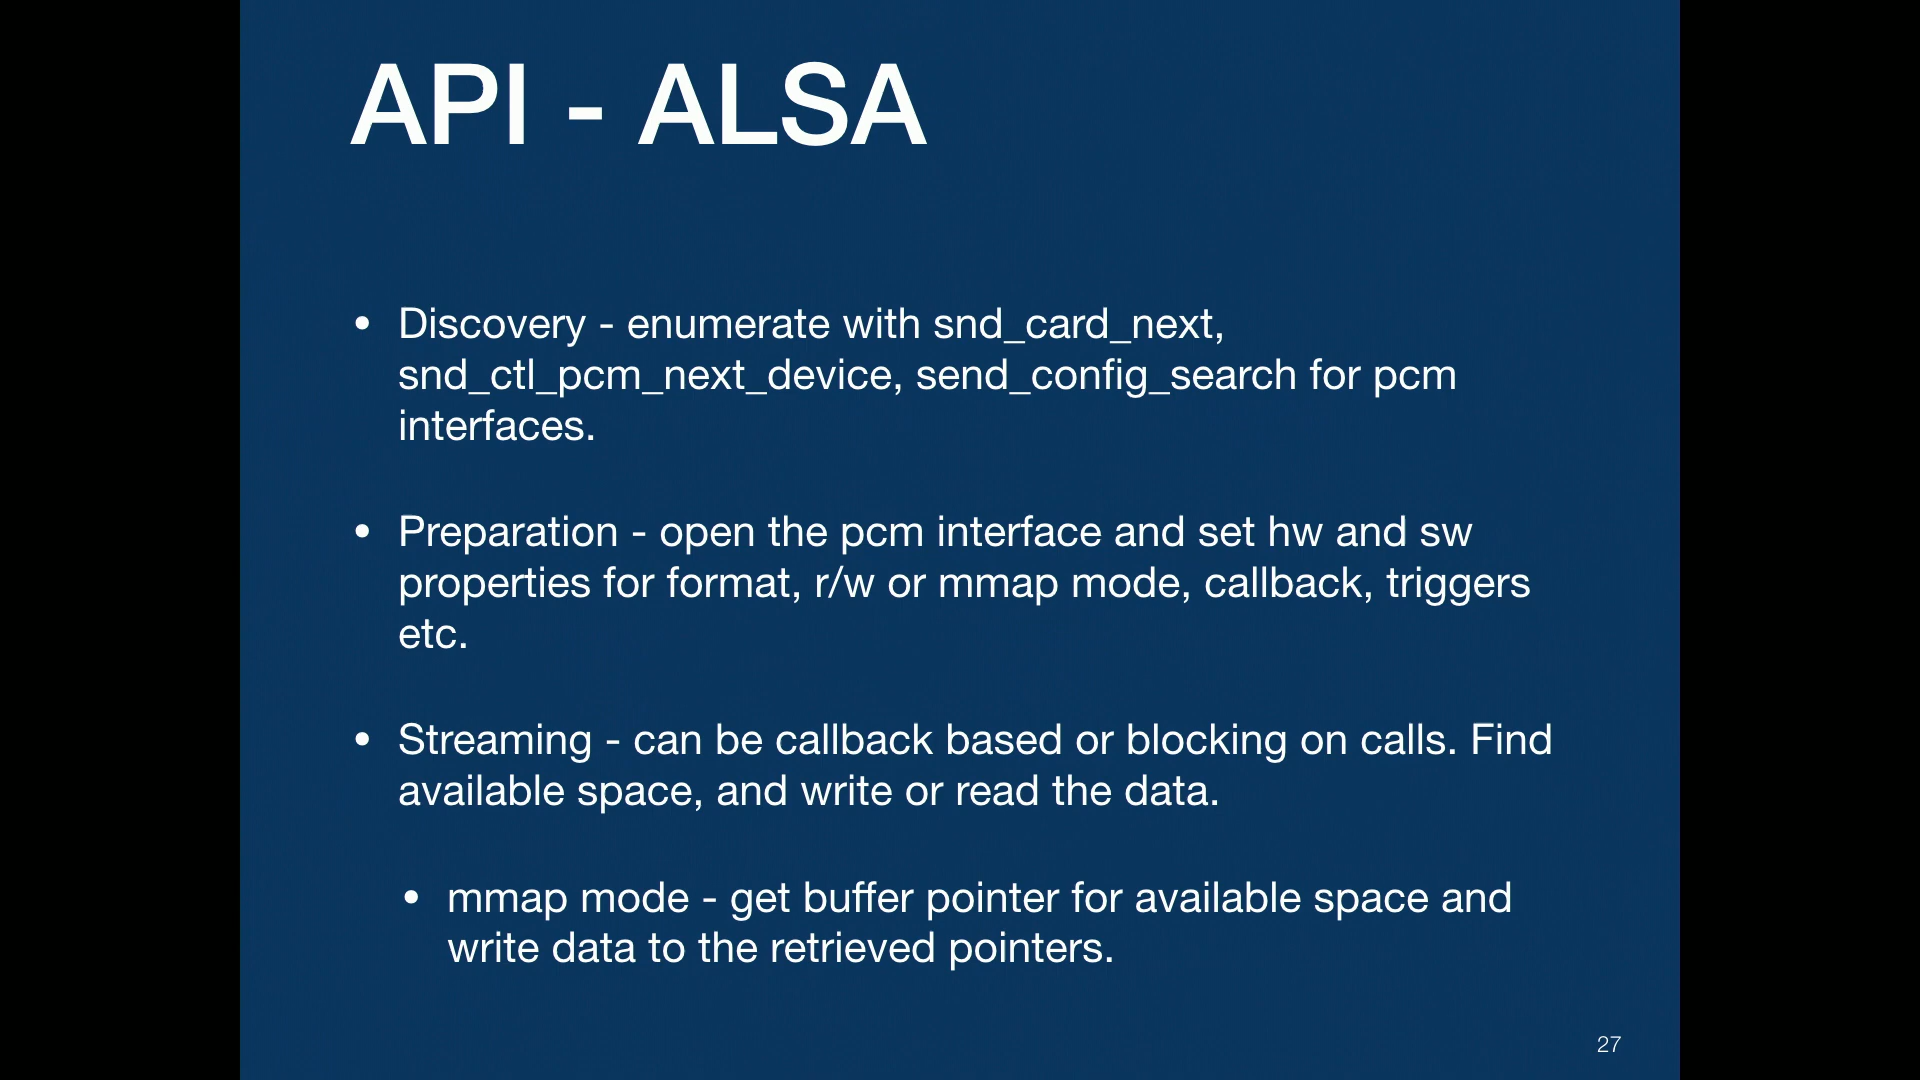 API - ALSA
• Discovery - enumerate with snd_card_next,
snd_ctl_pcm_next_device, send_config_search for pcm
interfaces.
• Preparation - open the pcm interface and set hw and sw
properties for format, r/w or mmap mode, callback, triggers
etc.
• Streaming - can be callback based or blocking on calls. Find
available space, and write or read the data.
• mmap mode - get buffer pointer for available space and
write data to the retrieved pointers.
27